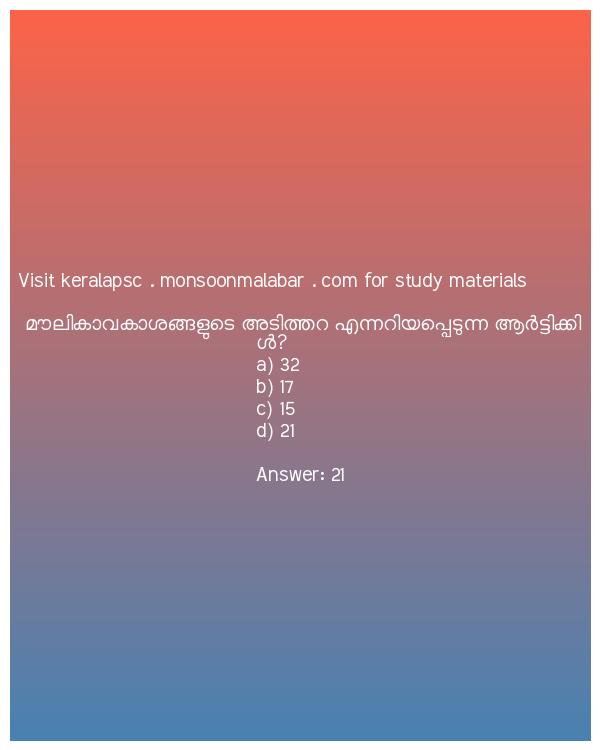 Visit keralapsc . monsoonmalabar . com for study materials
മൗലികാവകാശങ്ങളുടെ അടിത്തറ എന്നറിയപ്പെടുന്ന ആർട്ടിക്കി
ൾ?
a) 32
b) 17
c) 15
d) 21
Answer: 21